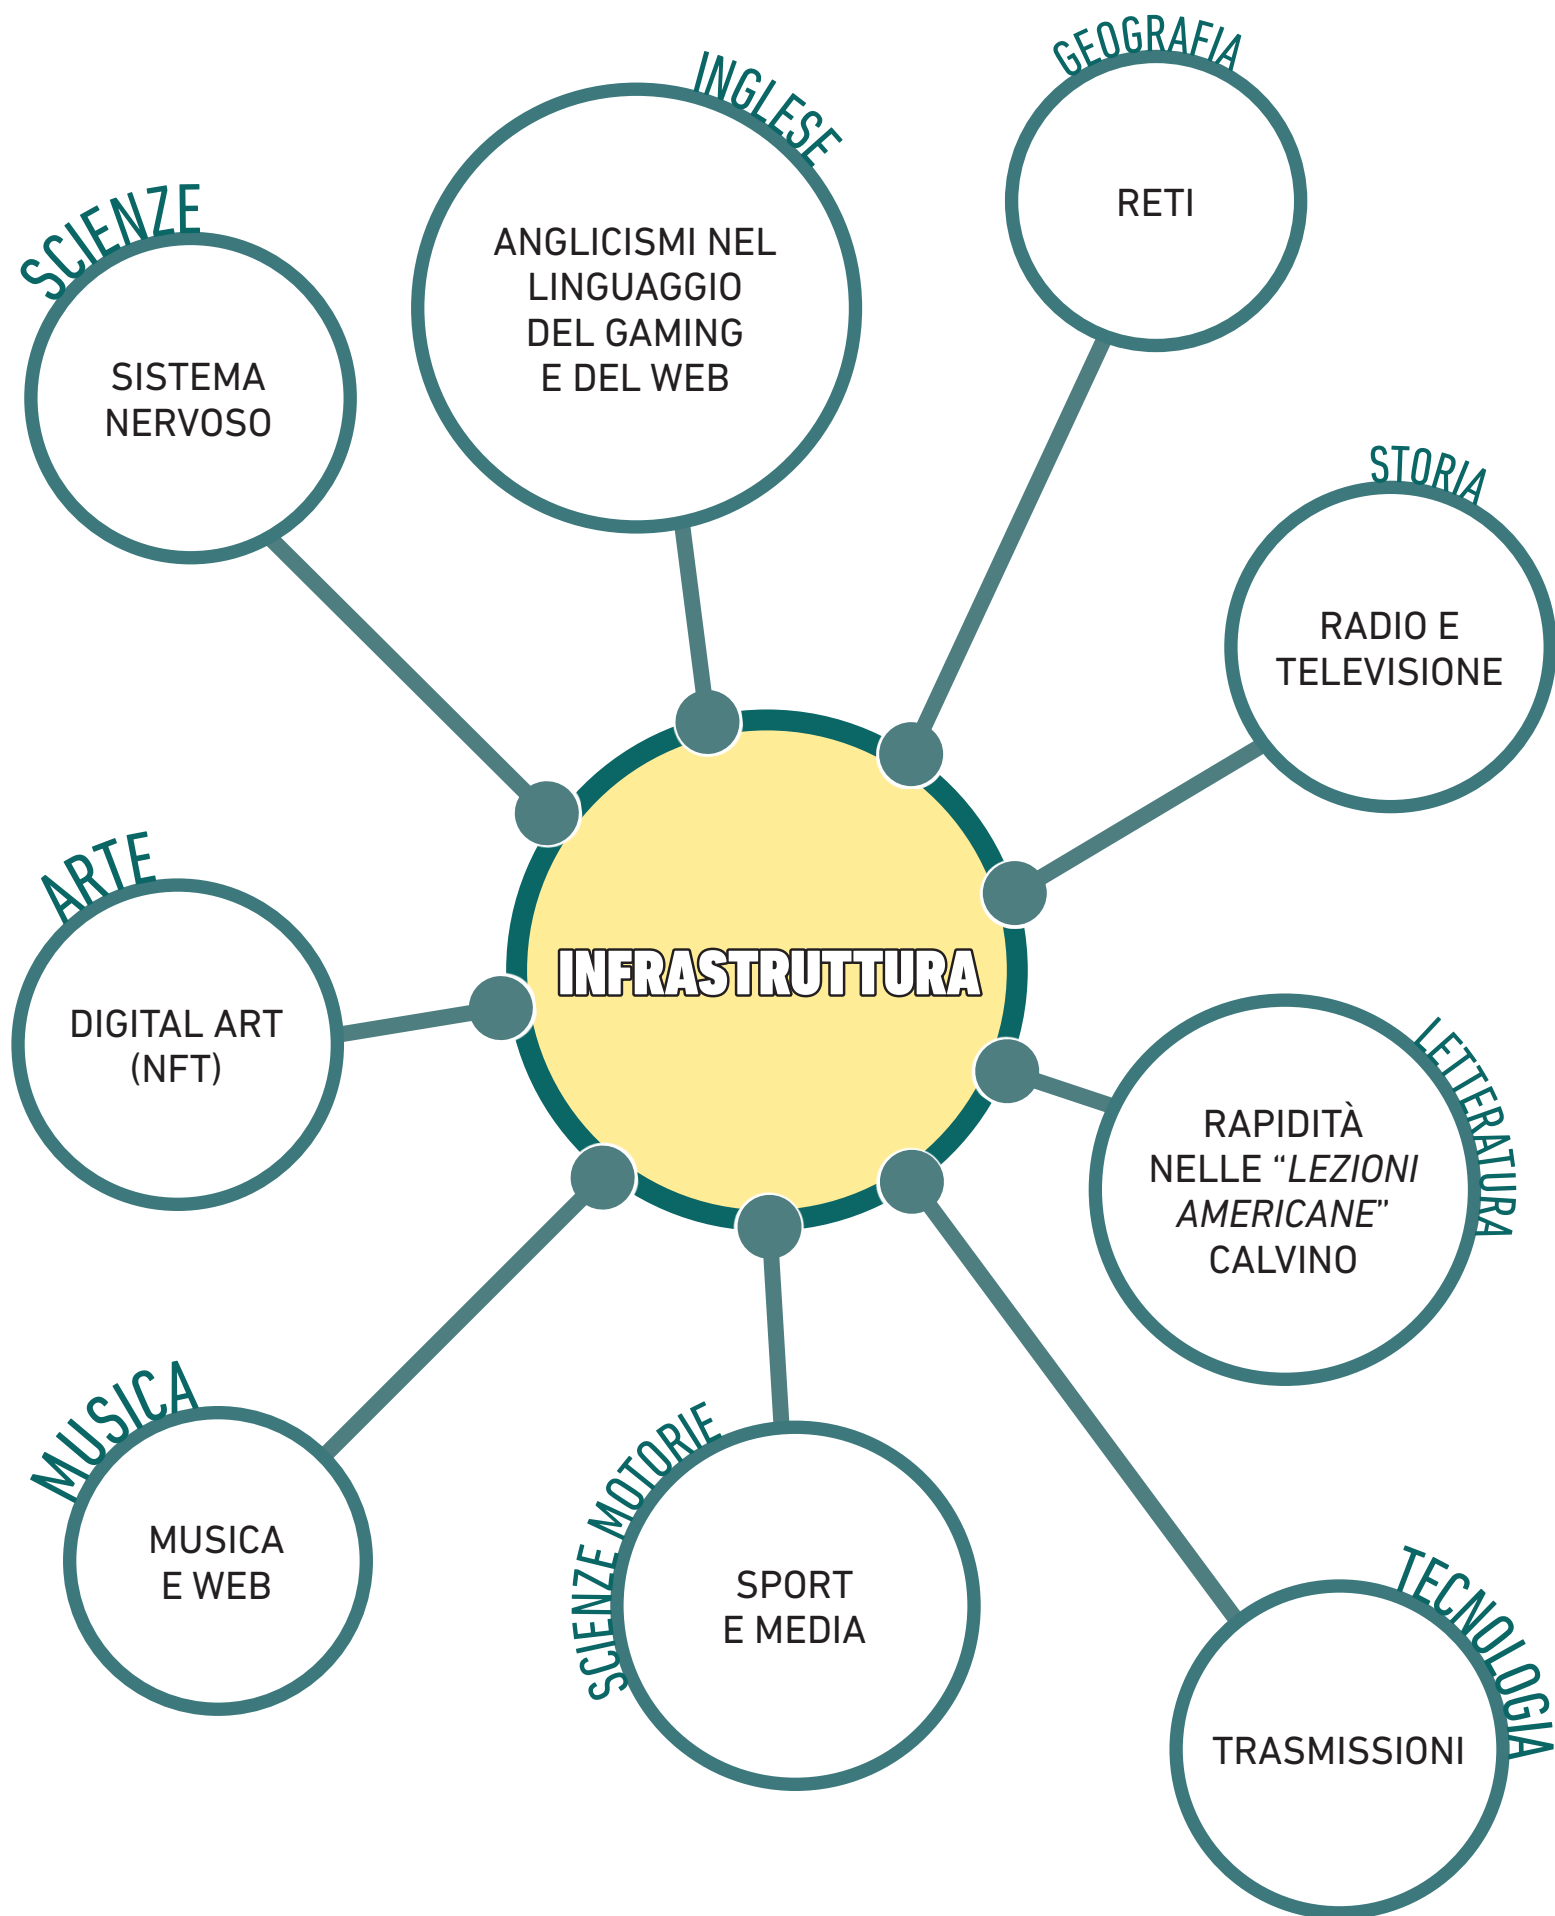 GEOGRAFIA
RETI
INGLESE
ANGLICISMI NEL
LINGUAGGIO
DEL GAMING
E DEL WEB
SCIENZE
SISTEMA
NERVOSO
STORIA
RADIO E
TELEVISIONE
ARTE
DIGITAL ART
(NFT)
INFRASTRUTTURA
LETTERATURA
RAPIDITÀ
NELLE “LEZIONI
AMERICANE”
CALVINO
MUSICA
MUSICA
E WEB
SCIENZE MOTORIE
SPORT
E MEDIA
TECNOLOGIA
TRASMISSIONI